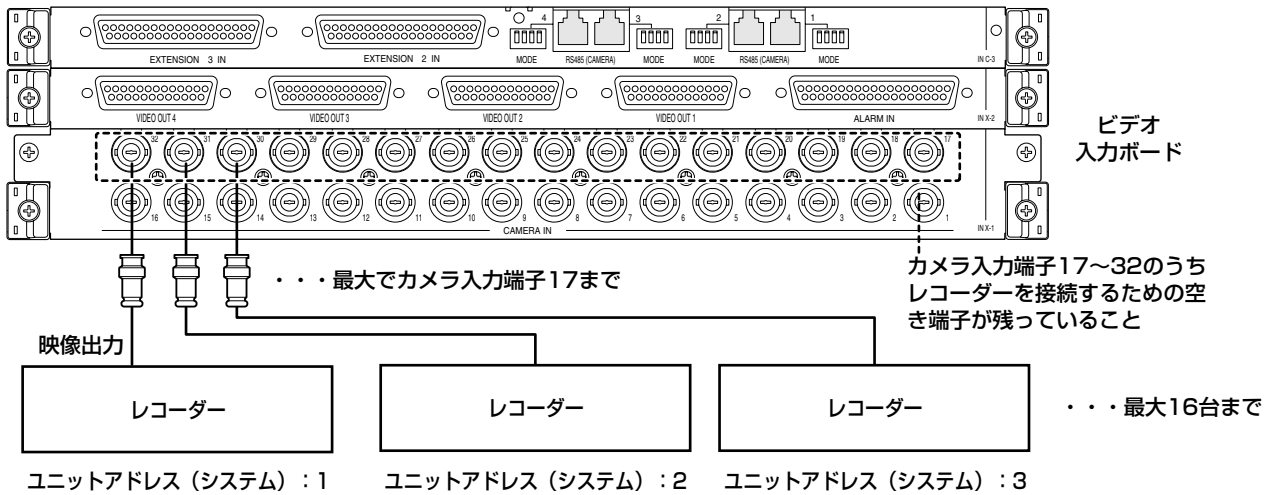 4 3 2 1
EXTENSION 3 IN EXTENSION 2 IN MODE RS485 (CAMERA) MODE MODE RS485 (CAMERA) MODE IN C-3
VIDEO OUT 4 VIDEO OUT 3 VIDEO OUT 2 VIDEO OUT 1 ALARM IN IN X-2
ビデオ
入力ボード
32 31 30 29 28 27 26 25 24 23 22 21 20 19 18 17
16 15 14 13 12 11 10 9 8 7 6 5 4 3 2 1
CAMERA IN IN X-1
・・・最大でカメラ入力端子17まで
カメラ入力端子17～32のうち
レコーダーを接続するための空
き端子が残っていること
映像出力
レコーダー レコーダー レコーダー ・・・最大16台まで
ユニットアドレス（システム）：1 ユニットアドレス（システム）：2 ユニットアドレス（システム）：3